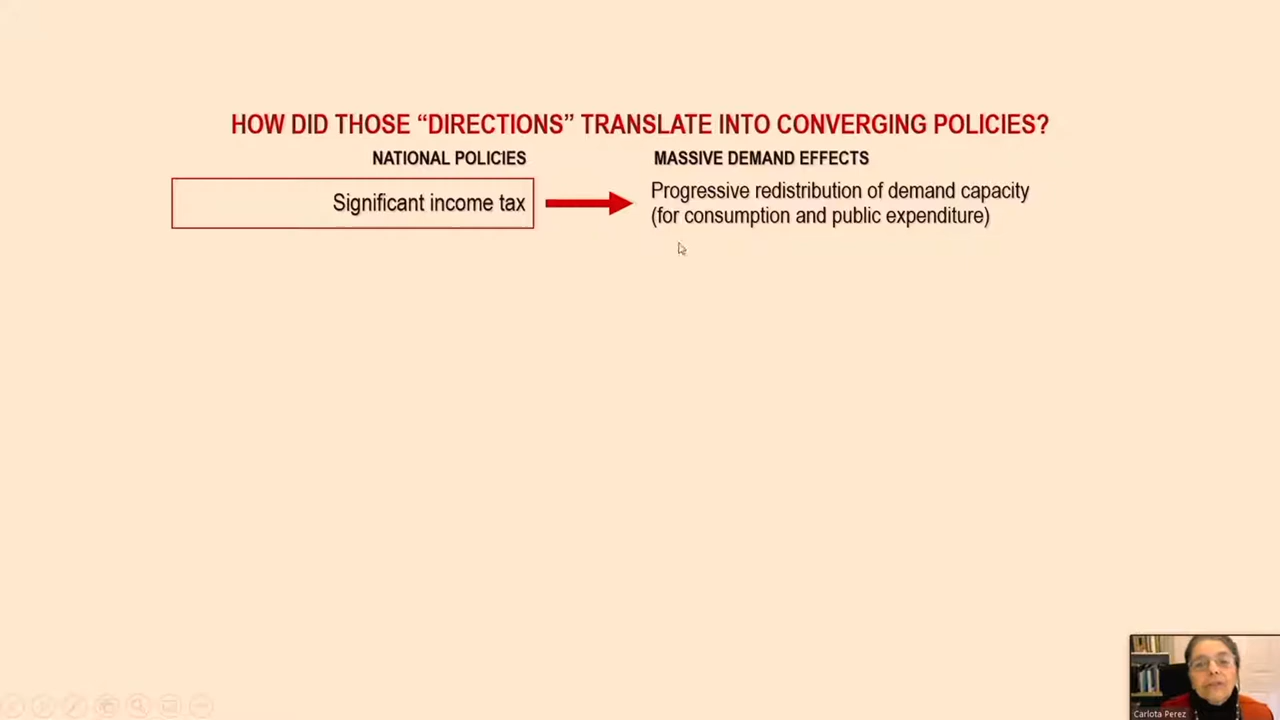 HOW DID THOSE “DIRECTIONS” TRANSLATE INTO CONVERGING POLICIES?
NATIONAL POLICIES
MASSIVE DEMAND EFFECTS
Significant income tax
Progressive redistribution of demand capacity
(for consumption and public expenditure)
Carlota Perez